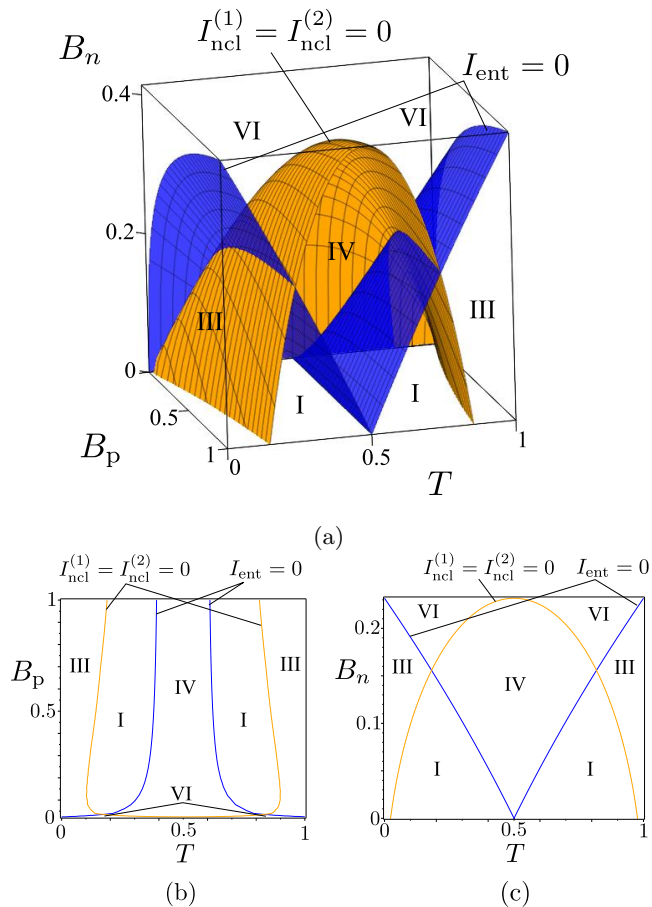 B_n
I_ncl^(1) = I_ncl^(2) = 0
I_ent = 0
0.4
VI
VI
0.2
IV
III
III
0
I
I
0.5
B_p
1
0
0.5
1
T
(a)
I_ncl^(1) = I_ncl^(2) = 0
I_ent = 0
1
III
III
B_p
IV
0.5
I
I
VI
0
0
0.5
1
T
(b)
I_ncl^(1) = I_ncl^(2) = 0
I_ent = 0
VI
VI
0.2
III
III
B_n
IV
0.1
I
I
0
0
0.5
1
T
(c)